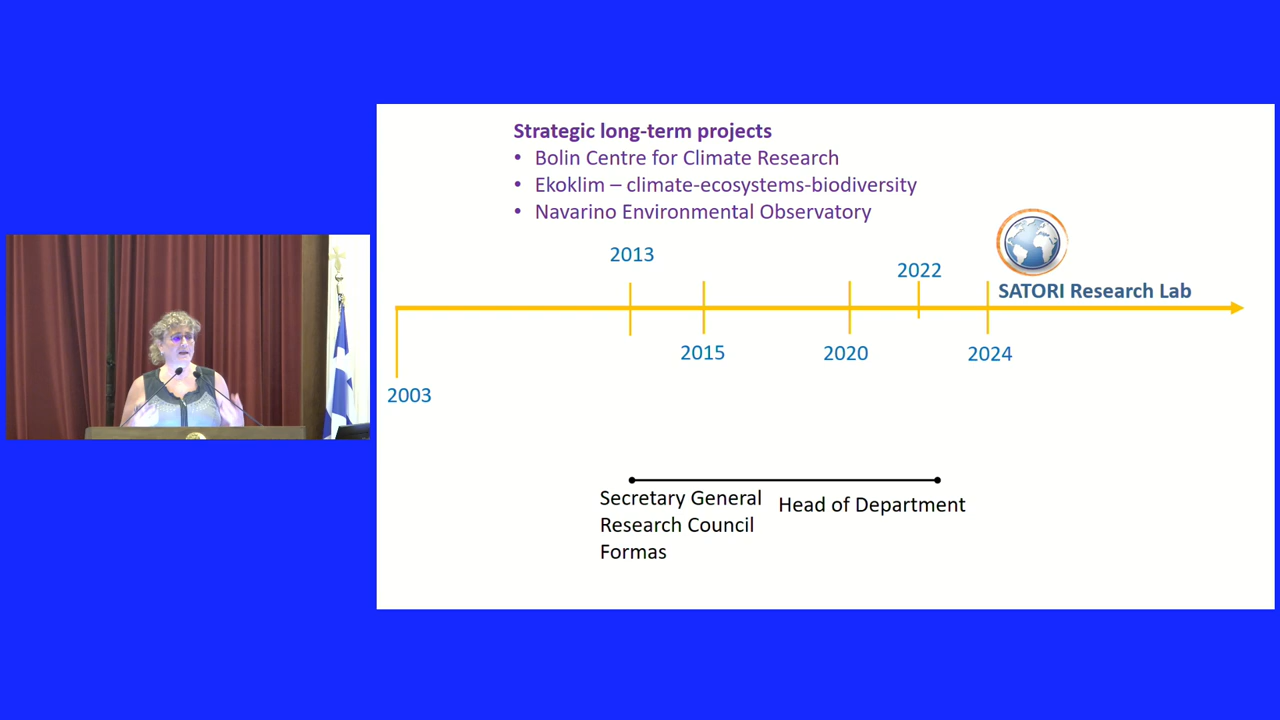 Strategic long-term projects
• Bolin Centre for Climate Research
• Ekoklim – climate-ecosystems-biodiversity
• Navarino Environmental Observatory
2013
2022
SATORI Research Lab
2015
2020
2024
2003
Secretary General
Research Council
Formas
Head of Department